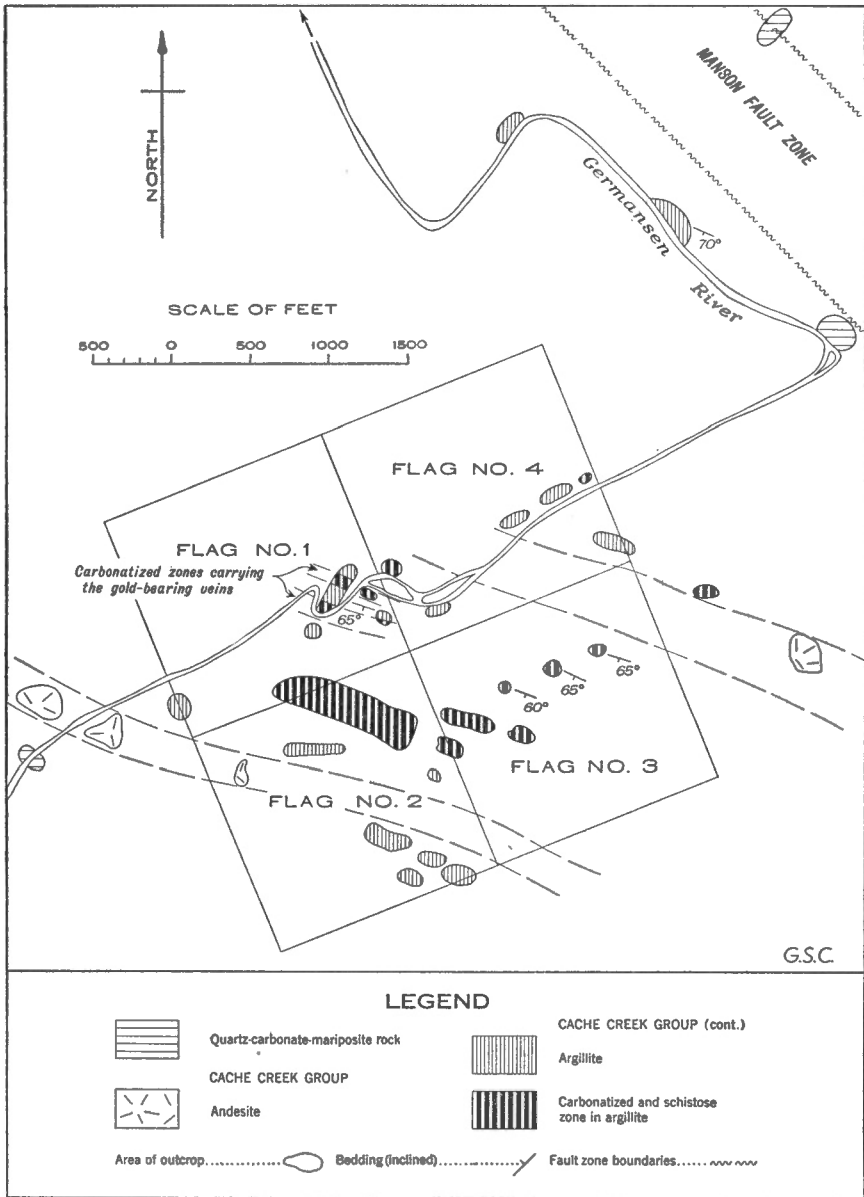 NORTH
MANSON FAULT ZONE
Germansen
River
70°
SCALE OF FEET
500 0 500 1000 1500
FLAG NO. 4
FLAG NO. 1
Carbonatized zones carrying
the gold-bearing veins
65°
65°
65°
60°
FLAG NO. 3
FLAG NO. 2
G.S.C.
LEGEND
Quartz-carbonate-mariposite rock
CACHE CREEK GROUP
Andesite
CACHE CREEK GROUP (cont.)
Argillite
Carbonatized and schistose
zone in argillite
Area of outcrop
Bedding (inclined)
Fault zone boundaries